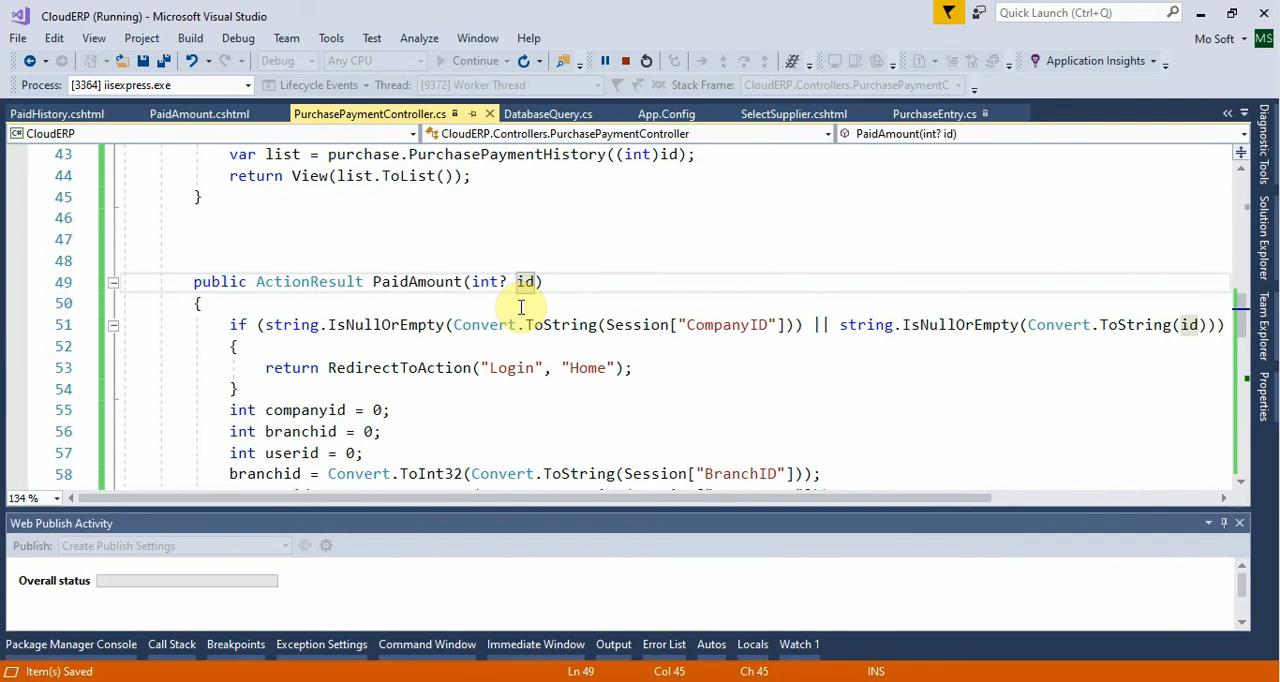 CloudERP (Running) - Microsoft Visual Studio
Quick Launch (Ctrl+Q)
File Edit View Project Build Debug Team Tools Test Analyze Window Help
Mo Soft MS
Debug Any CPU Continue Application Insights
Process: [3364] iisexpress.exe Lifecycle Events Thread: [9372] Worker Thread Stack Frame: CloudERP.Controllers.PurchasePaymentC
PaidHistory.cshtml PaidAmount.cshtml PurchasePaymentController.cs DatabaseQuery.cs App.Config SelectSupplier.cshtml PurchaseEntry.cs
CloudERP CloudERP.Controllers.PurchasePaymentController PaidAmount(int? id)
43 var list = purchase.PurchasePaymentHistory((int)id);
44 return View(list.ToList());
45 }
46
47
48
49 public ActionResult PaidAmount(int? id)
50 {
51 if (string.IsNullOrEmpty(Convert.ToString(Session["CompanyID"])) || string.IsNullOrEmpty(Convert.ToString(id)))
52 {
53 return RedirectToAction("Login", "Home");
54 }
55 int companyid = 0;
56 int branchid = 0;
57 int userid = 0;
58 branchid = Convert.ToInt32(Convert.ToString(Session["BranchID"]));
134 %
Web Publish Activity
Publish: Create Publish Settings
Overall status
Package Manager Console Call Stack Breakpoints Exception Settings Command Window Immediate Window Output Error List Autos Locals Watch 1
Item(s) Saved Ln 49 Col 45 Ch 45 INS
Diagnostic Tools
Solution Explorer
Team Explorer
Properties